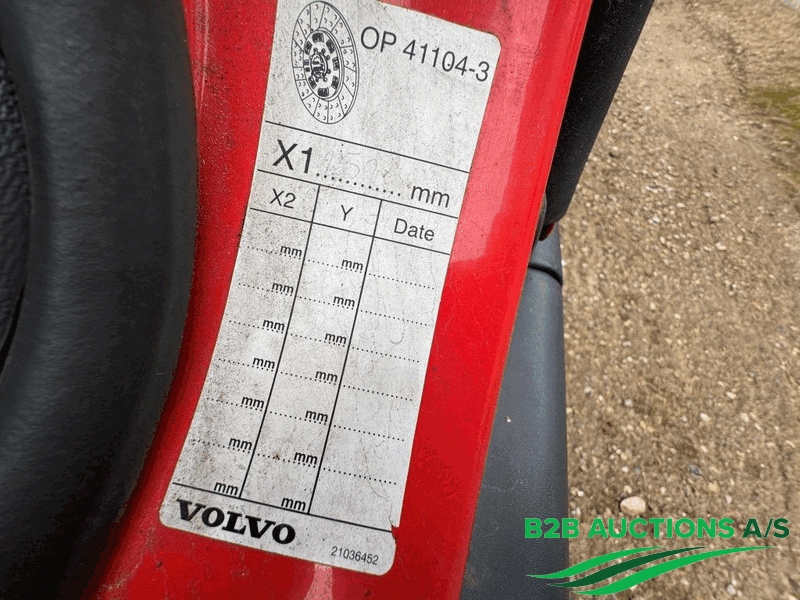 OP 41104-3
X1............ mm
X2 Y Date
mm mm
mm mm
mm mm
mm mm
mm mm
mm mm
mm mm
VOLVO 21036452
B2B AUCTIONS A/S